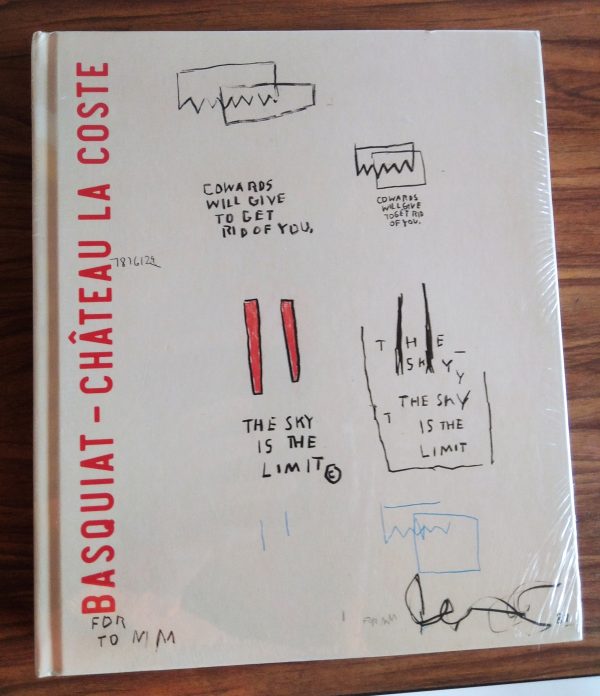 BASQUIAT - CHÂTEAU LA COSTE
COWARDS
WILL GIVE
TO GET
RID OF YOU.
COWARDS
WILL GIVE
TO GET RID
OF YOU.
THE SKY
IS THE
LIMIT©
THE
SKY
T Y
THE SKY
IS THE
LIMIT
FOR
TO MM